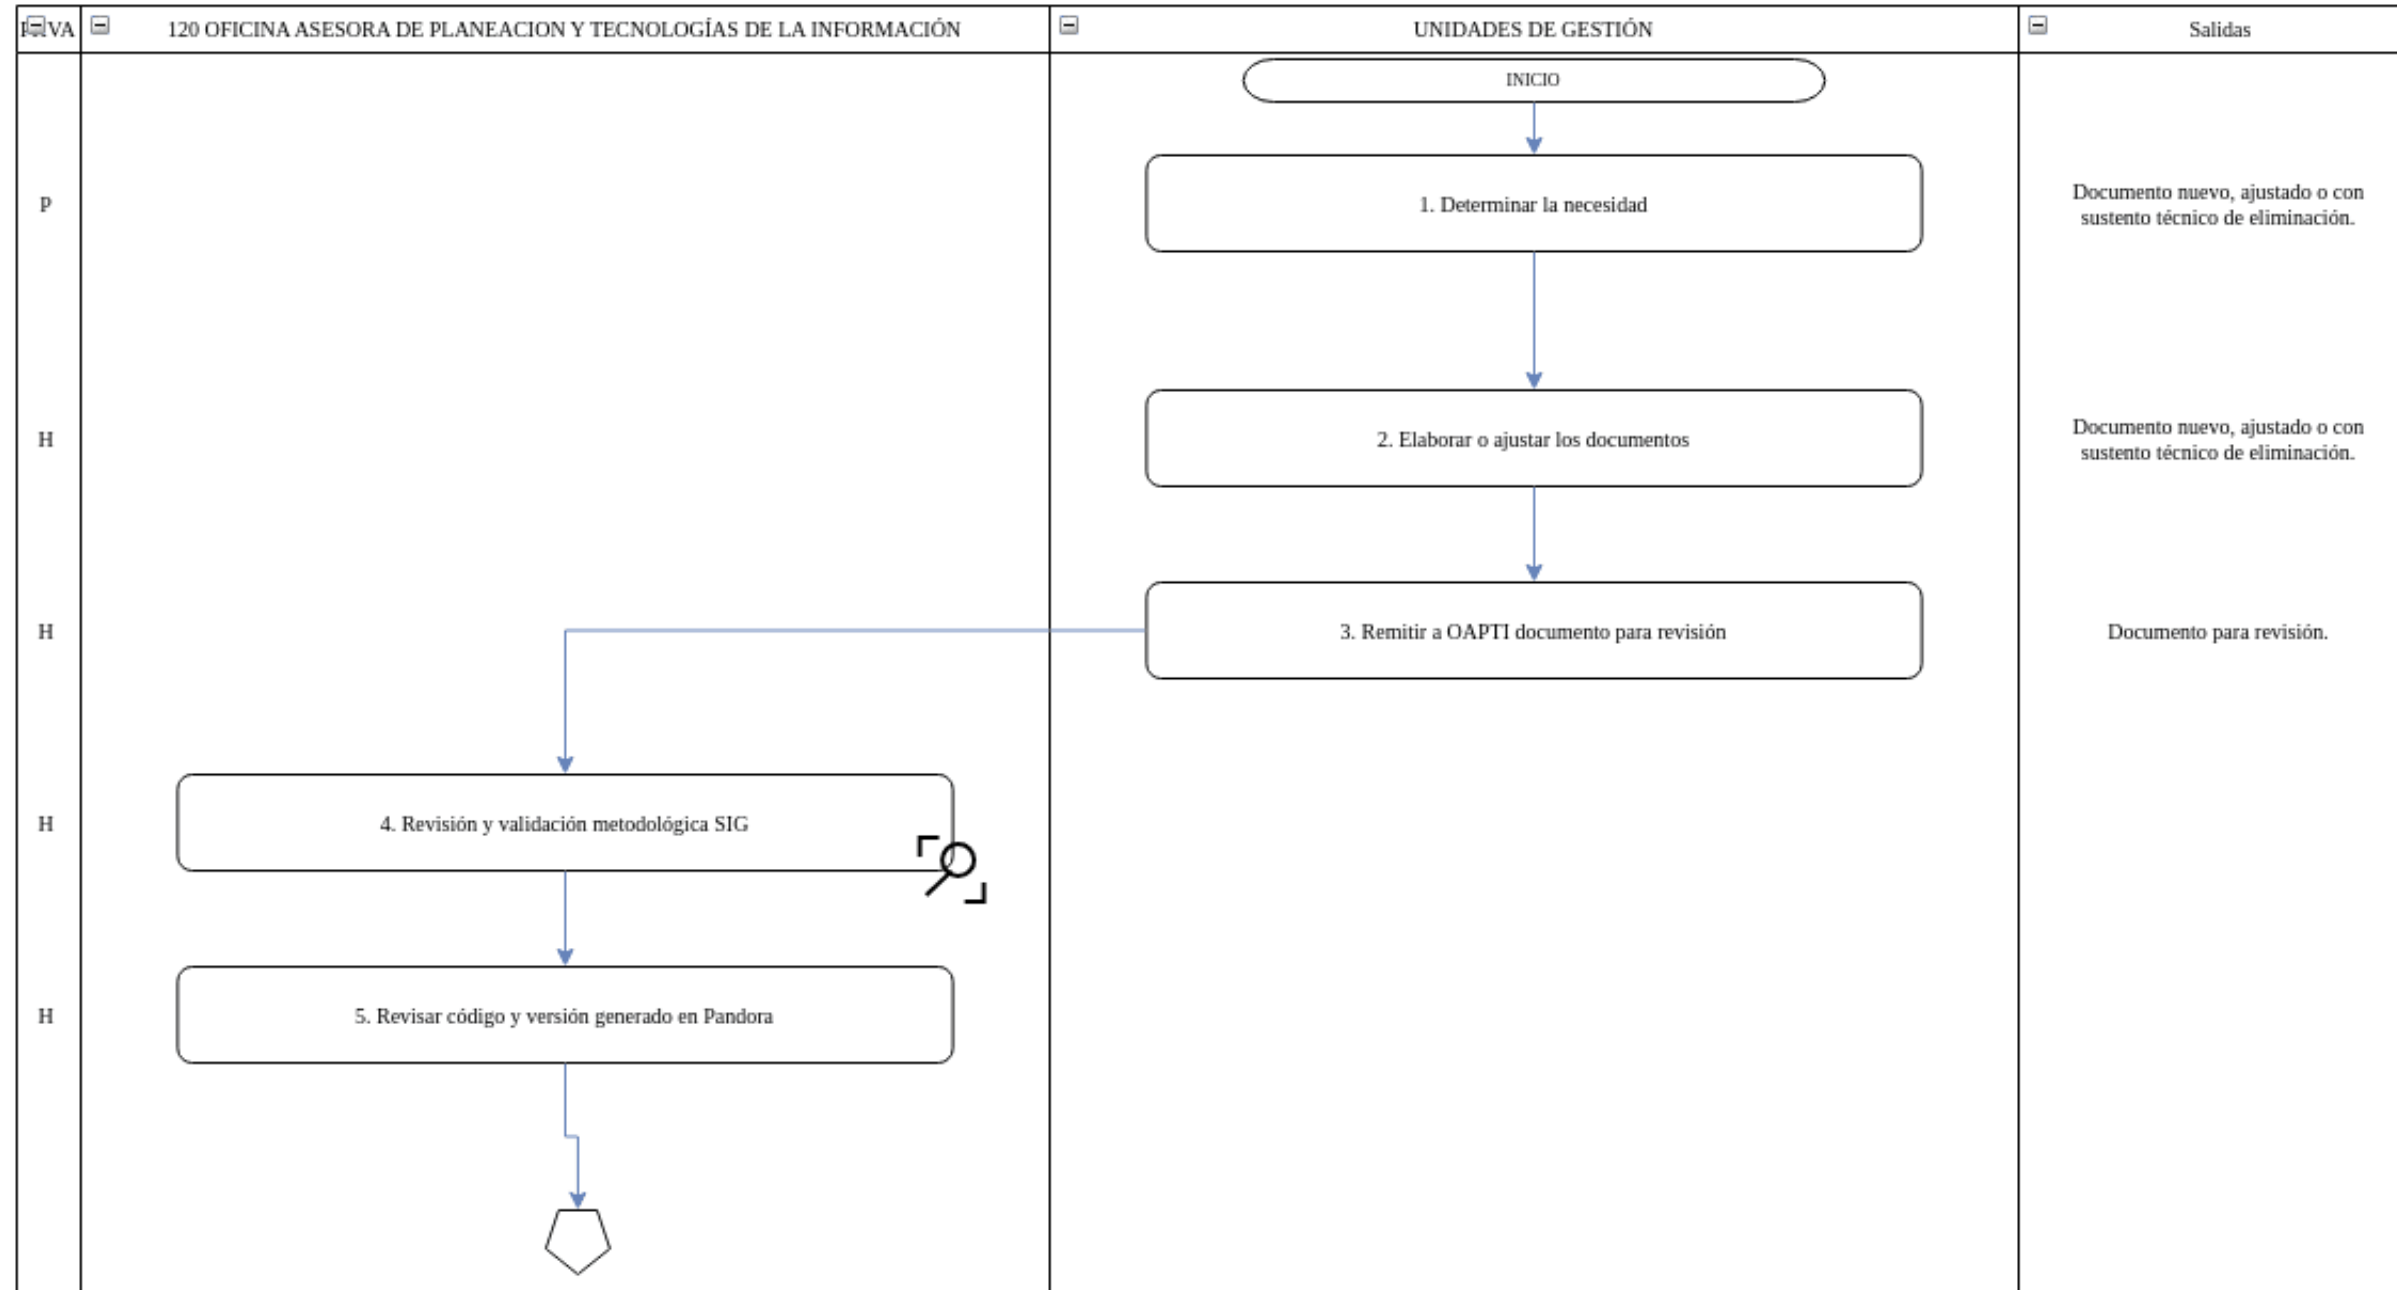 120 OFICINA ASESORA DE PLANEACION Y TECNOLOGÍAS DE LA INFORMACIÓN
UNIDADES DE GESTIÓN
Salidas
INICIO
P
1. Determinar la necesidad
Documento nuevo, ajustado o con
sustento técnico de eliminación.
H
2. Elaborar o ajustar los documentos
Documento nuevo, ajustado o con
sustento técnico de eliminación.
H
3. Remitir a OAPTI documento para revisión
Documento para revisión.
H
4. Revisión y validación metodológica SIG
H
5. Revisar código y versión generado en Pandora